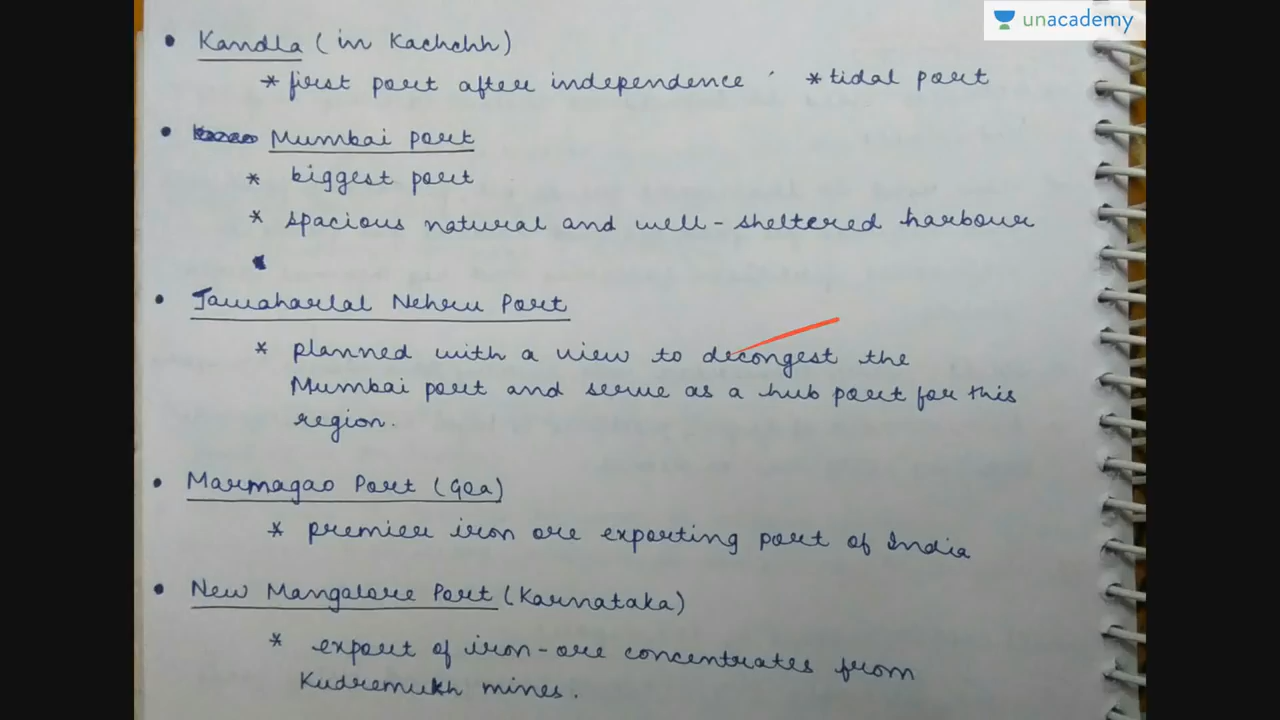 unacademy
• Kandla (in Kachchh)
* first port after independence * tidal port
• Mumbai port
* biggest port
* spacious natural and well-sheltered harbour
• Jawaharlal Nehru Port
* planned with a view to decongest the
Mumbai port and serve as a hub port for this
region.
• Marmagao Port (Goa)
* premier iron ore exporting port of India
• New Mangalore Port (Karnataka)
* export of iron-ore concentrates from
Kudremukh mines.